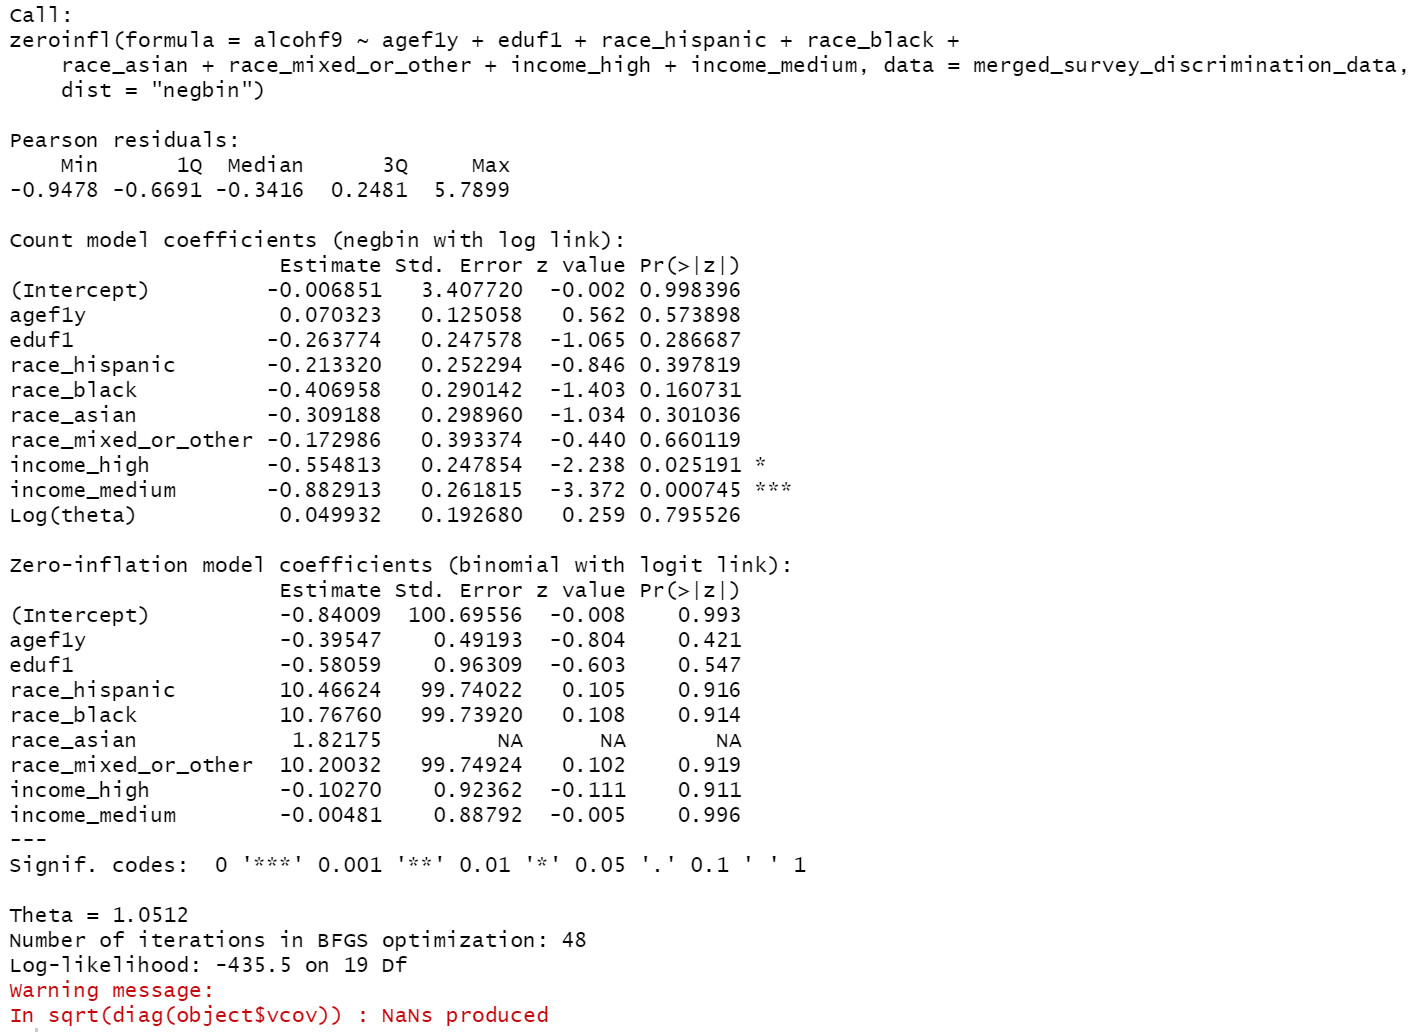 Call:
zeroinfl(formula = alcohf9 ~ agef1y + eduf1 + race_hispanic + race_black +
    race_asian + race_mixed_or_other + income_high + income_medium, data = merged_survey_discrimination_data,
    dist = "negbin")

Pearson residuals:
    Min      1Q  Median      3Q     Max
-0.9478 -0.6691 -0.3416  0.2481  5.7899

Count model coefficients (negbin with log link):
                     Estimate Std. Error z value Pr(>|z|)
(Intercept)         -0.006851   3.407720  -0.002 0.998396
agef1y               0.070323   0.125058   0.562 0.573898
eduf1               -0.263774   0.247578  -1.065 0.286687
race_hispanic       -0.213320   0.252294  -0.846 0.397819
race_black          -0.406958   0.290142  -1.403 0.160731
race_asian          -0.309188   0.298960  -1.034 0.301036
race_mixed_or_other -0.172986   0.393374  -0.440 0.660119
income_high         -0.554813   0.247854  -2.238 0.025191 *
income_medium       -0.882913   0.261815  -3.372 0.000745 ***
Log(theta)           0.049932   0.192680   0.259 0.795526

Zero-inflation model coefficients (binomial with logit link):
                     Estimate Std. Error z value Pr(>|z|)
(Intercept)          -0.84009  100.69556  -0.008    0.993
agef1y               -0.39547    0.49193  -0.804    0.421
eduf1                -0.58059    0.96309  -0.603    0.547
race_hispanic        10.46624   99.74022   0.105    0.916
race_black           10.76760   99.73920   0.108    0.914
race_asian            1.82175         NA      NA       NA
race_mixed_or_other  10.20032   99.74924   0.102    0.919
income_high          -0.10270    0.92362  -0.111    0.911
income_medium        -0.00481    0.88792  -0.005    0.996
---
Signif. codes:  0 '***' 0.001 '**' 0.01 '*' 0.05 '.' 0.1 ' ' 1

Theta = 1.0512
Number of iterations in BFGS optimization: 48
Log-likelihood: -435.5 on 19 Df
Warning message:
In sqrt(diag(object$vcov)) : NaNs produced